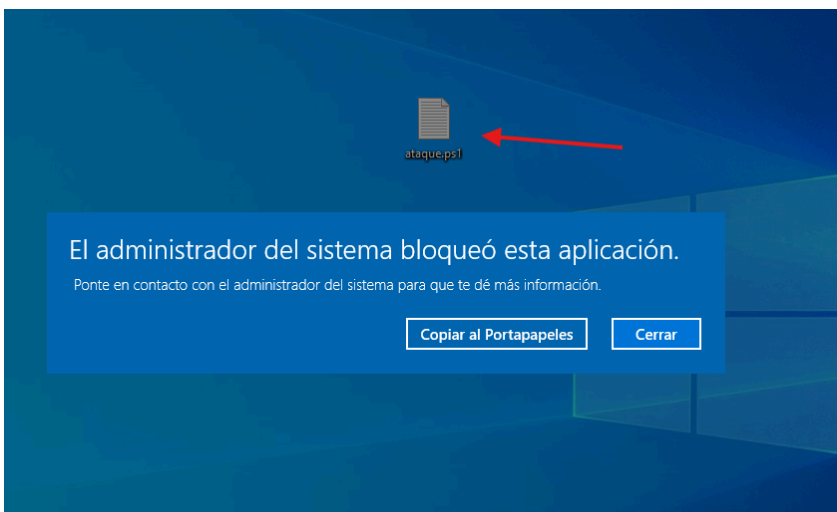 ataque.ps1
El administrador del sistema bloqueó esta aplicación.
Ponte en contacto con el administrador del sistema para que te dé más información.
Copiar al Portapapeles
Cerrar